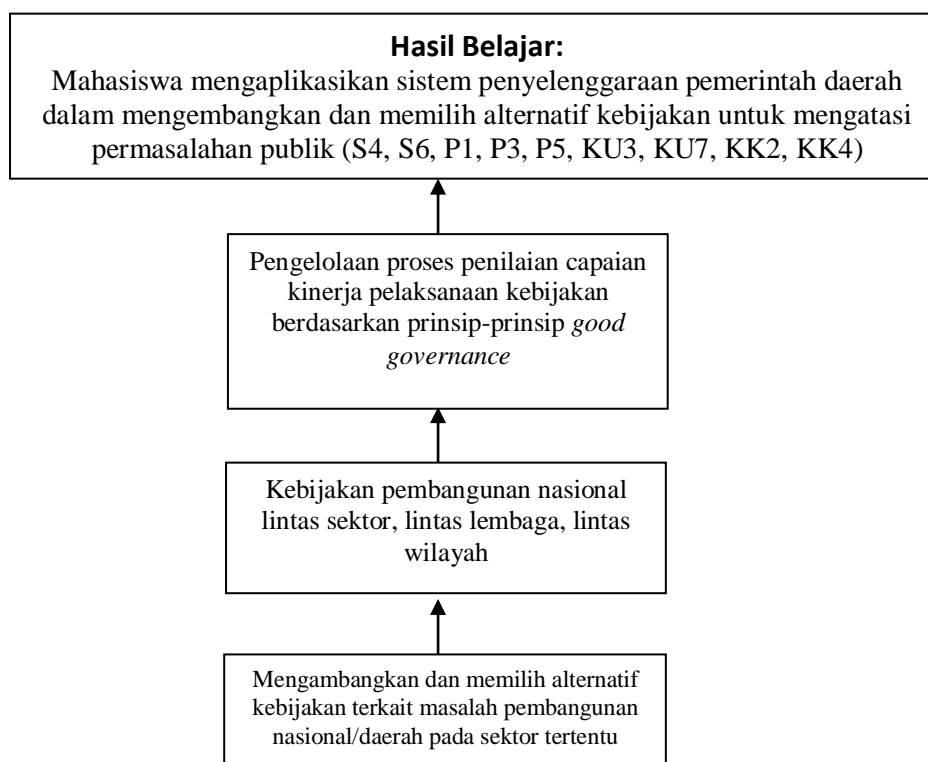 Hasil Belajar:
Mahasiswa mengaplikasikan sistem penyelenggaraan pemerintah daerah
dalam mengembangkan dan memilih alternatif kebijakan untuk mengatasi
permasalahan publik (S4, S6, P1, P3, P5, KU3, KU7, KK2, KK4)
Pengelolaan proses penilaian capaian
kinerja pelaksanaan kebijakan
berdasarkan prinsip-prinsip good
governance
Kebijakan pembangunan nasional
lintas sektor, lintas lembaga, lintas
wilayah
Mengambangkan dan memilih alternatif
kebijakan terkait masalah pembangunan
nasional/daerah pada sektor tertentu